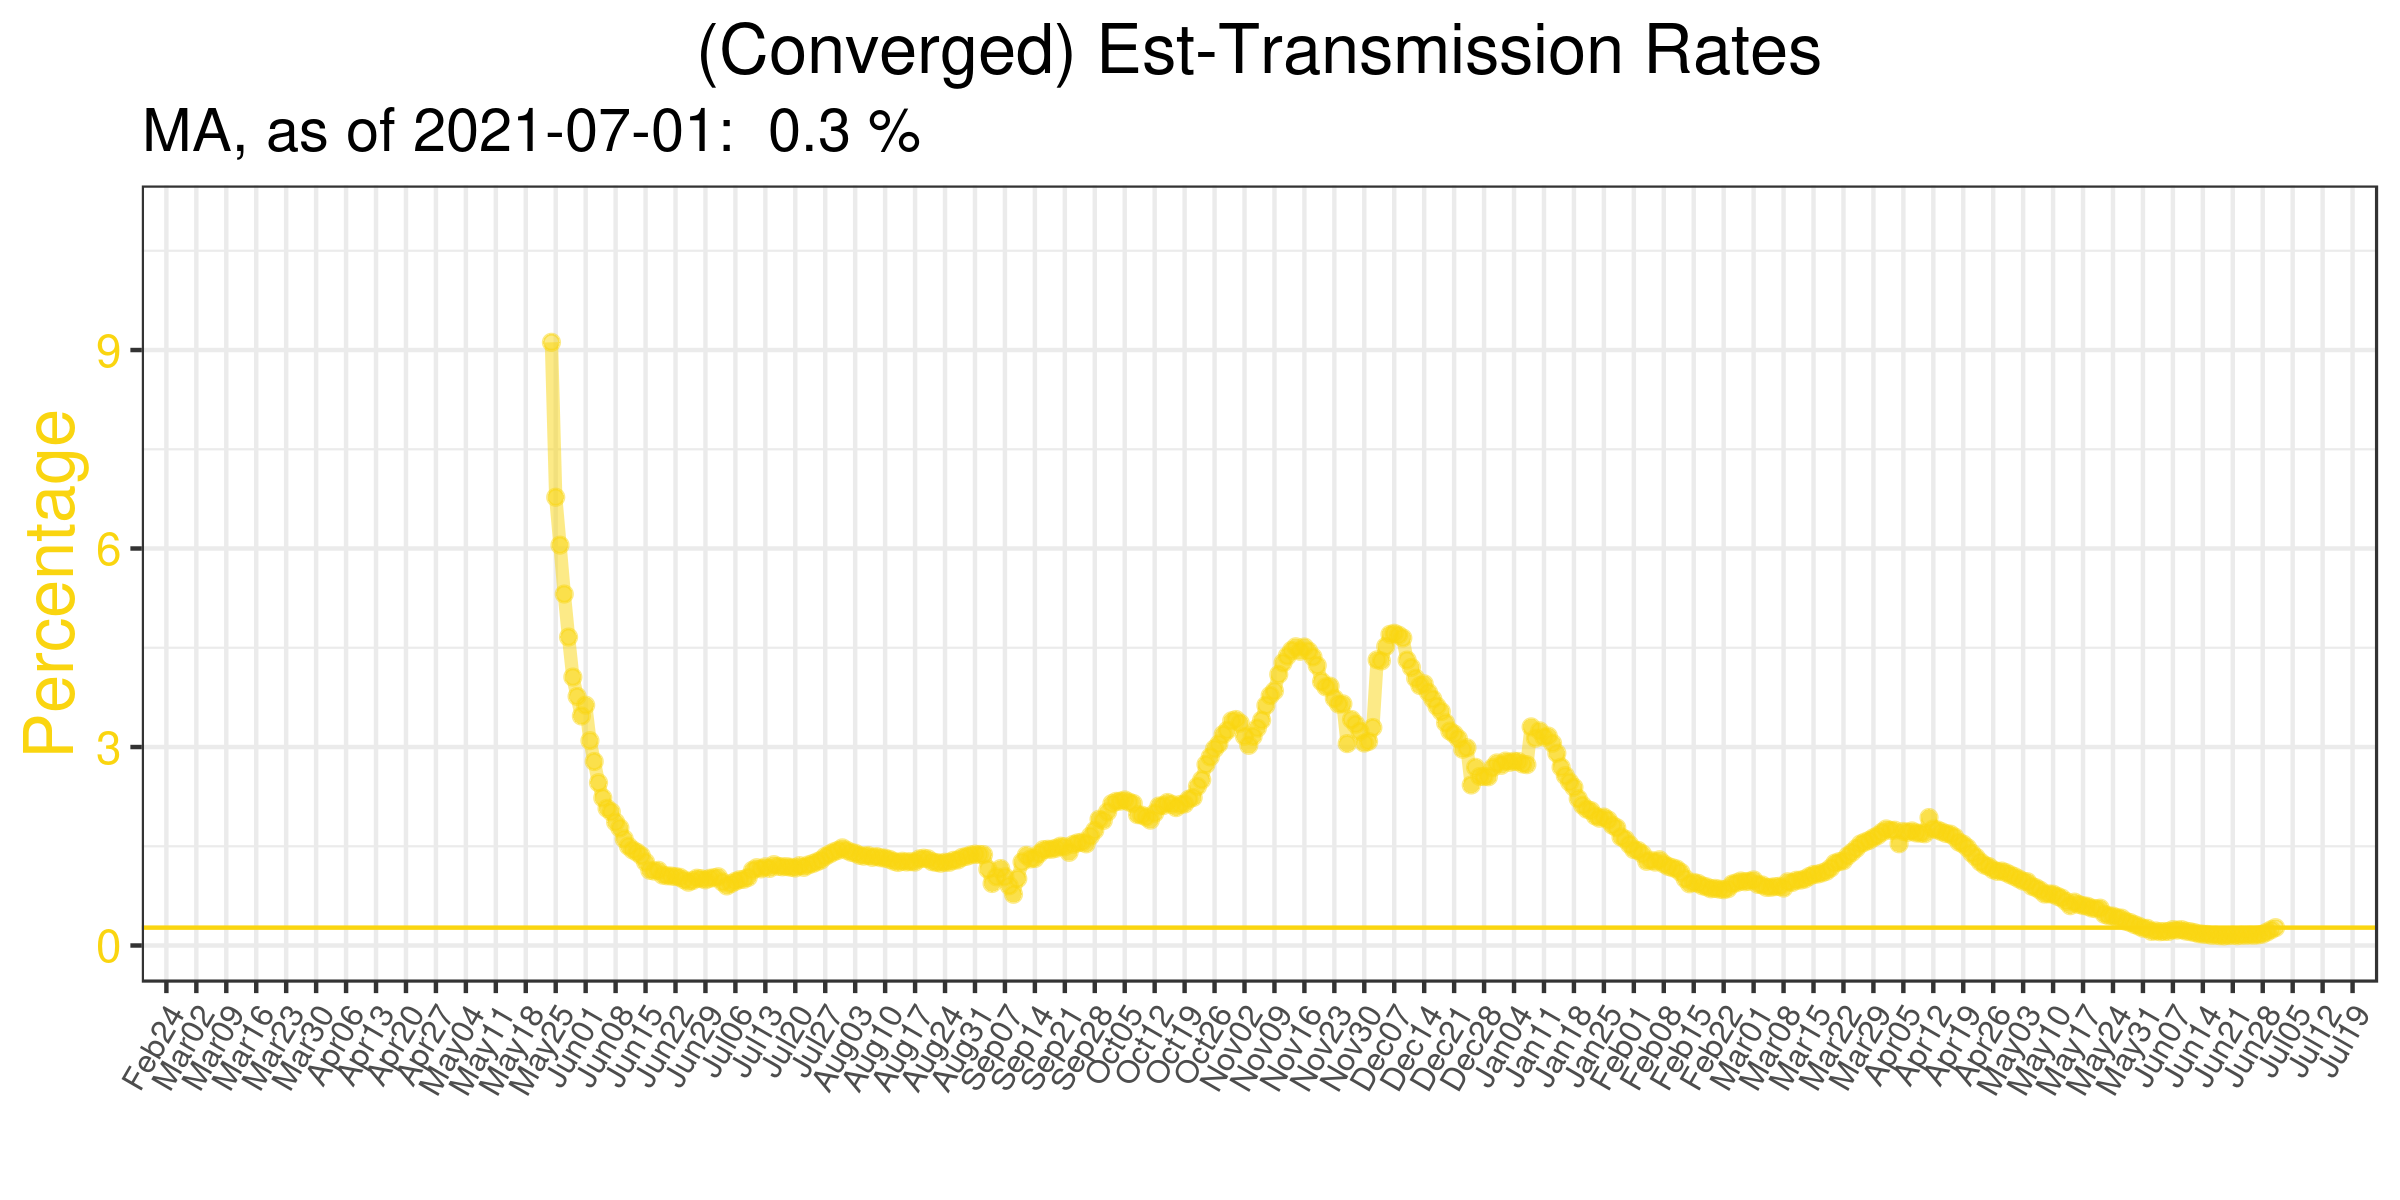 (Converged) Est-Transmission Rates
MA, as of 2021-07-01:  0.3 %
Percentage
9
6
3
0
Feb24
Mar02
Mar09
Mar16
Mar23
Mar30
Apr06
Apr13
Apr20
Apr27
May04
May11
May18
May25
Jun01
Jun08
Jun15
Jun22
Jun29
Jul06
Jul13
Jul20
Jul27
Aug03
Aug10
Aug17
Aug24
Aug31
Sep07
Sep14
Sep21
Sep28
Oct05
Oct12
Oct19
Oct26
Nov02
Nov09
Nov16
Nov23
Nov30
Dec07
Dec14
Dec21
Dec28
Jan04
Jan11
Jan18
Jan25
Feb01
Feb08
Feb15
Feb22
Mar01
Mar08
Mar15
Mar22
Mar29
Apr05
Apr12
Apr19
Apr26
May03
May10
May17
May24
May31
Jun07
Jun14
Jun21
Jun28
Jul05
Jul12
Jul19